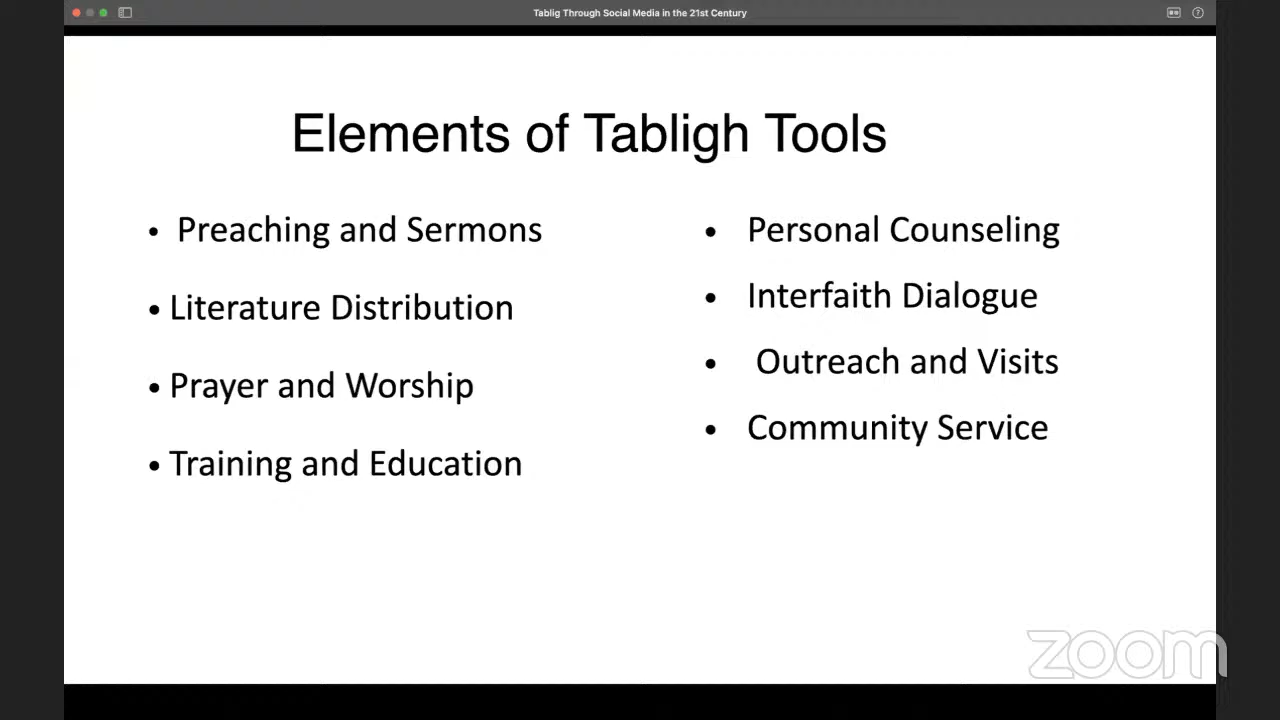 Tablig Through Social Media in the 21st Century
Elements of Tabligh Tools
• Preaching and Sermons
• Literature Distribution
• Prayer and Worship
• Training and Education
• Personal Counseling
• Interfaith Dialogue
• Outreach and Visits
• Community Service
zoom